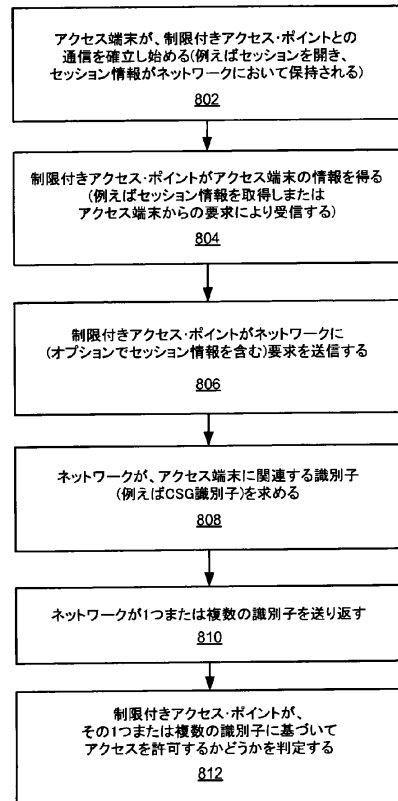 アクセス端末が、制限付きアクセス・ポイントとの
通信を確立し始める(例えばセッションを開き、
セッション情報がネットワークにおいて保持される)
802
制限付きアクセス・ポイントがアクセス端末の情報を得る
(例えばセッション情報を取得しまたは
アクセス端末からの要求により受信する)
804
制限付きアクセス・ポイントがネットワークに
(オプションでセッション情報を含む)要求を送信する
806
ネットワークが、アクセス端末に関連する識別子
(例えばCSG識別子)を求める
808
ネットワークが1つまたは複数の識別子を送り返す
810
制限付きアクセス・ポイントが、
その1つまたは複数の識別子に基づいて
アクセスを許可するかどうかを判定する
812